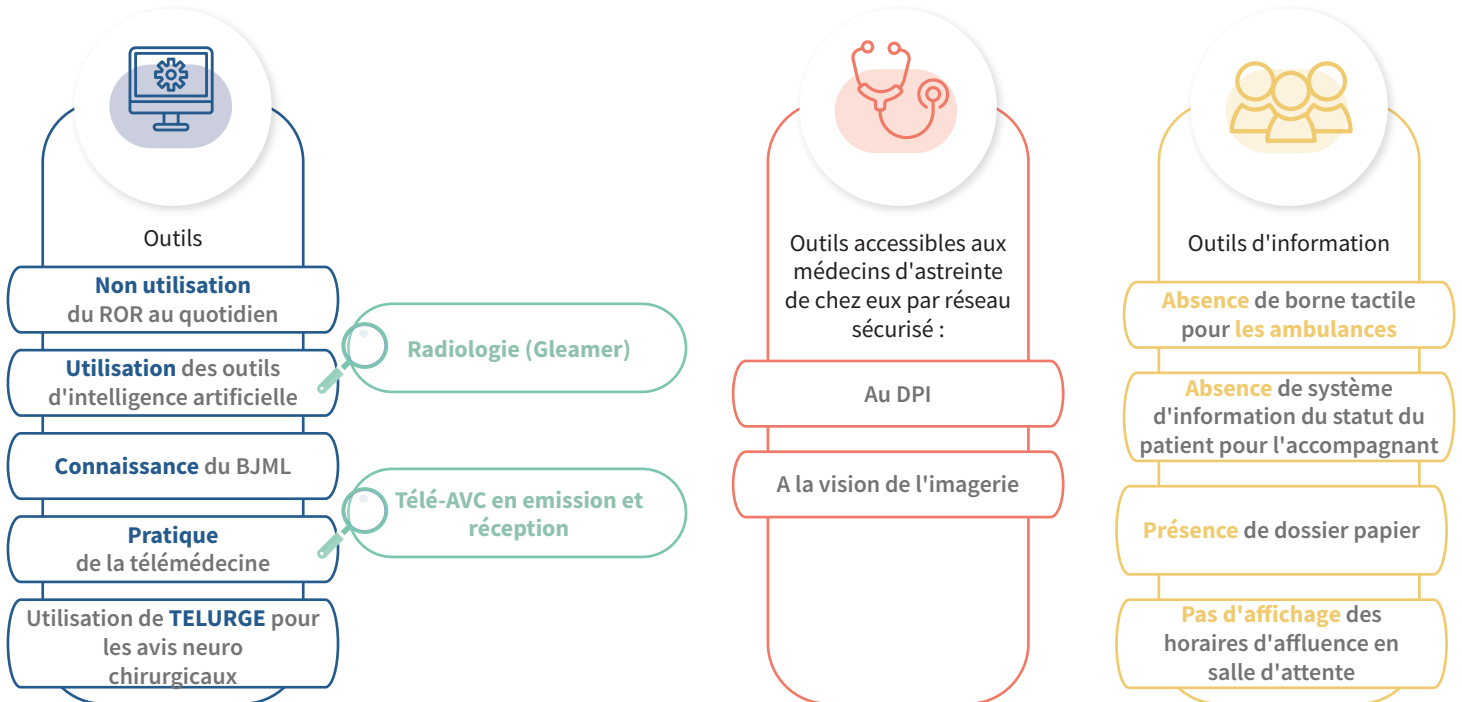 Outils
Non utilisation
du ROR au quotidien
Utilisation des outils
d'intelligence artificielle
Radiologie (Gleamer)
Connaissance du BJML
Pratique
de la télémédecine
Télé-AVC en emission et
réception
Utilisation de TELURGE pour
les avis neuro
chirurgicaux
Outils accessibles aux
médecins d'astreinte
de chez eux par réseau
sécurisé :
Au DPI
A la vision de l'imagerie
Outils d'information
Absence de borne tactile
pour les ambulances
Absence de système
d'information du statut du
patient pour l'accompagnant
Présence de dossier papier
Pas d'affichage des
horaires d'affluence en
salle d'attente